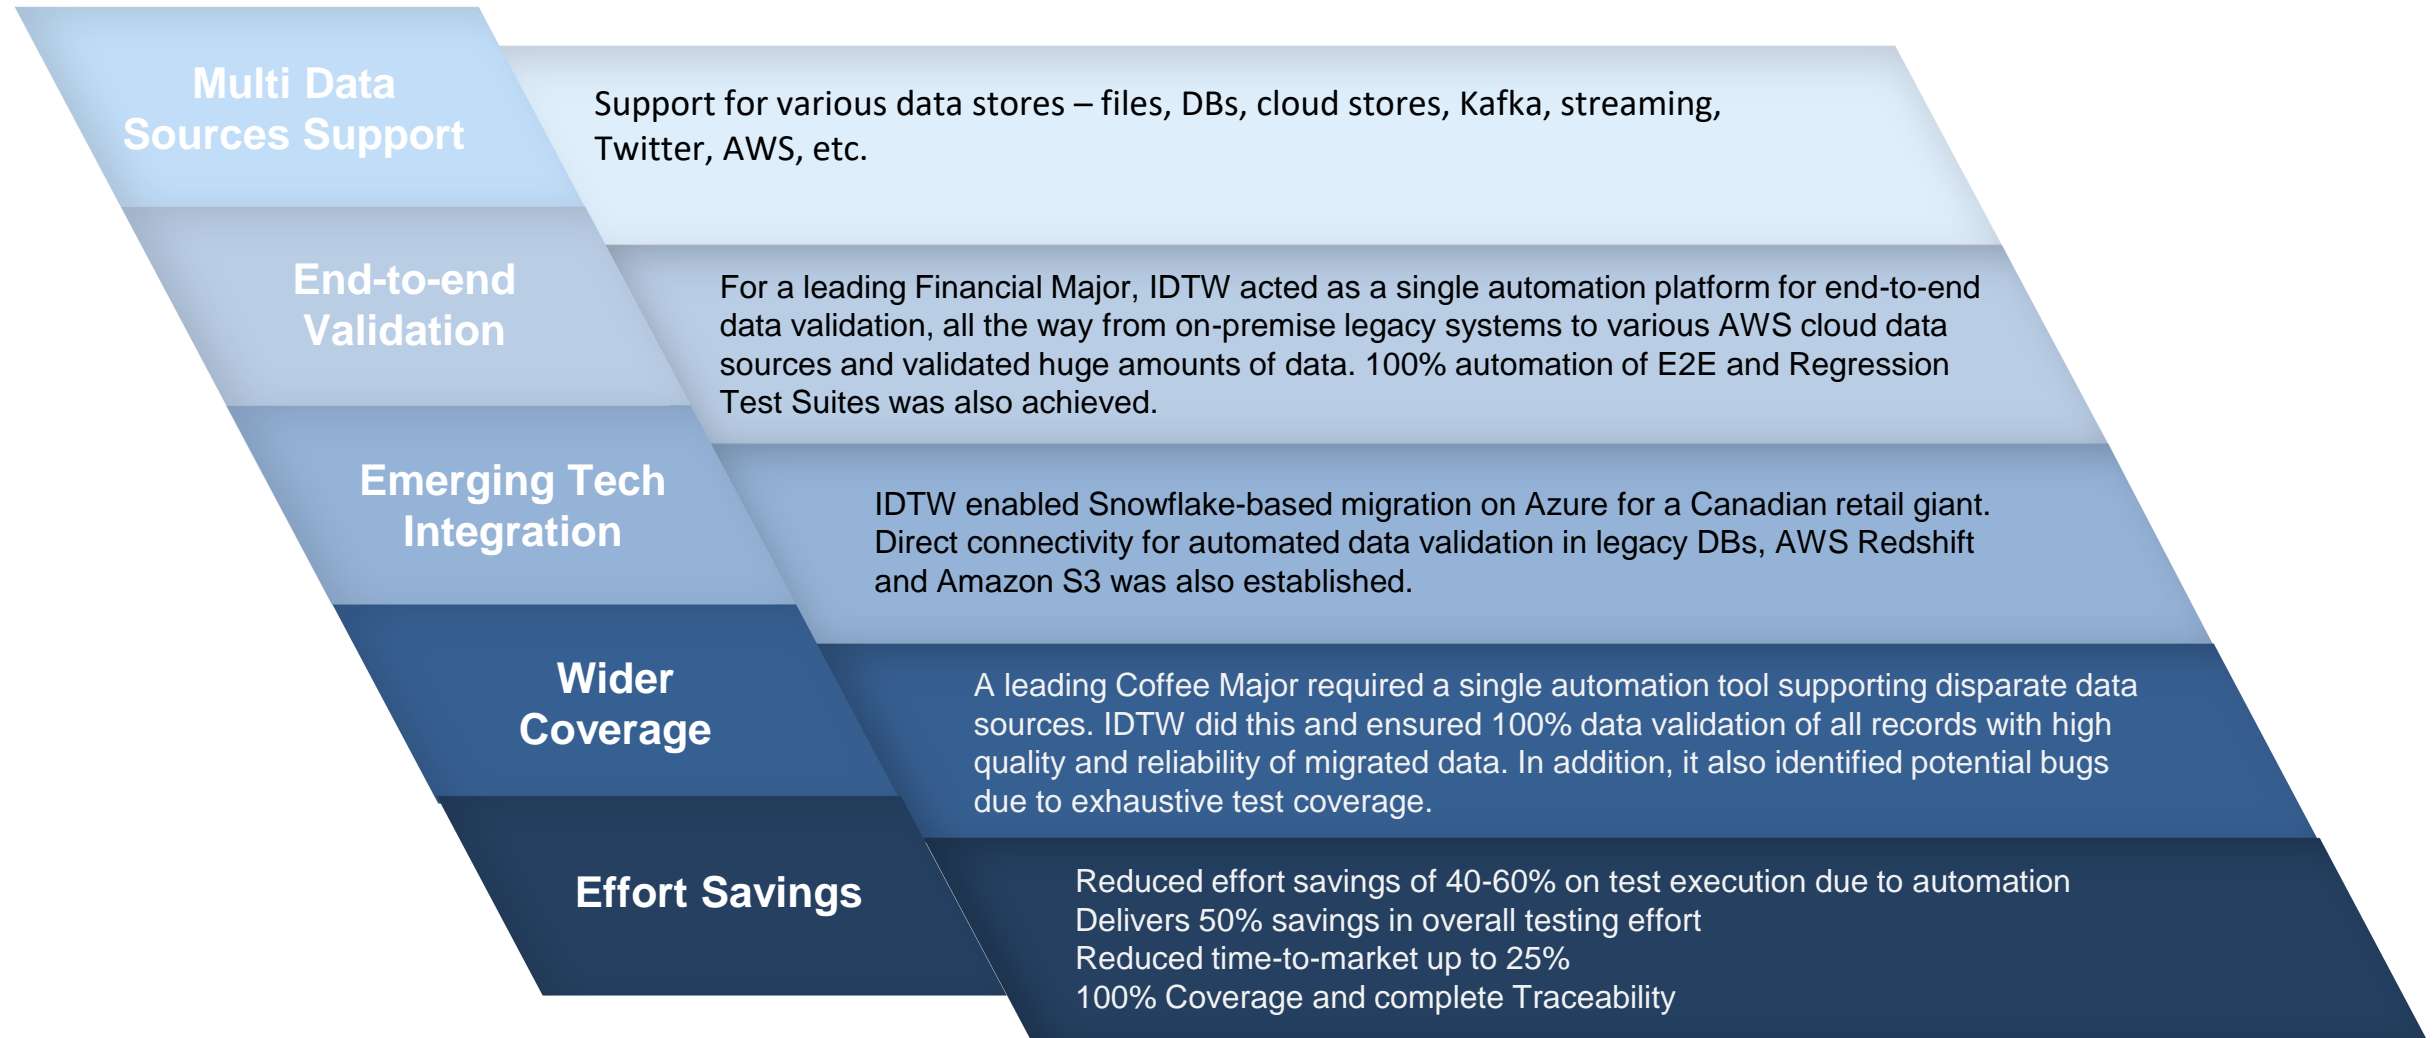 Multi Data
Sources Support
Support for various data stores – files, DBs, cloud stores, Kafka, streaming,
Twitter, AWS, etc.
End-to-end
Validation
For a leading Financial Major, IDTW acted as a single automation platform for end-to-end
data validation, all the way from on-premise legacy systems to various AWS cloud data
sources and validated huge amounts of data. 100% automation of E2E and Regression
Test Suites was also achieved.
Emerging Tech
Integration
IDTW enabled Snowflake-based migration on Azure for a Canadian retail giant.
Direct connectivity for automated data validation in legacy DBs, AWS Redshift
and Amazon S3 was also established.
Wider
Coverage
A leading Coffee Major required a single automation tool supporting disparate data
sources. IDTW did this and ensured 100% data validation of all records with high
quality and reliability of migrated data. In addition, it also identified potential bugs
due to exhaustive test coverage.
Effort Savings
Reduced effort savings of 40-60% on test execution due to automation
Delivers 50% savings in overall testing effort
Reduced time-to-market up to 25%
100% Coverage and complete Traceability